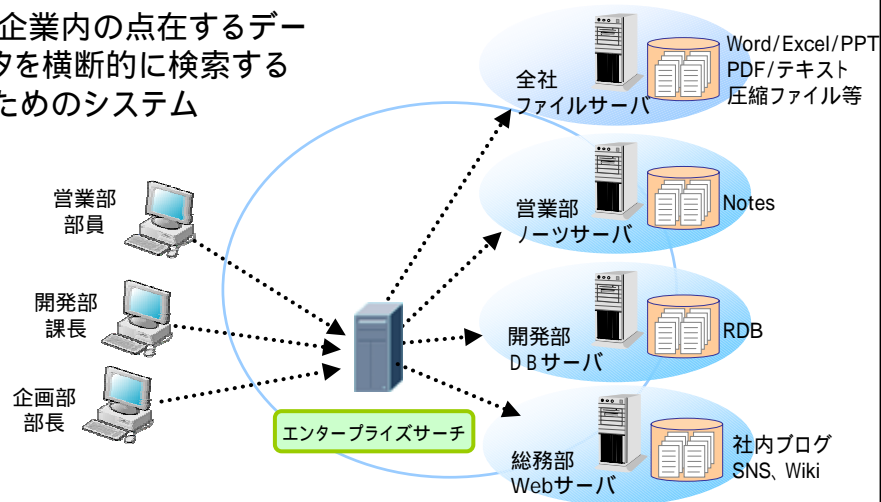 企業内の点在するデー
タを横断的に検索する
ためのシステム
全社
ファイルサーバ
Word/Excel/PPT
PDF/テキスト
圧縮ファイル等
営業部
部員
営業部
ノーツサーバ
Notes
開発部
課長
開発部
DBサーバ
RDB
企画部
部長
エンタープライズサーチ
総務部
Webサーバ
社内ブログ
SNS、Wiki